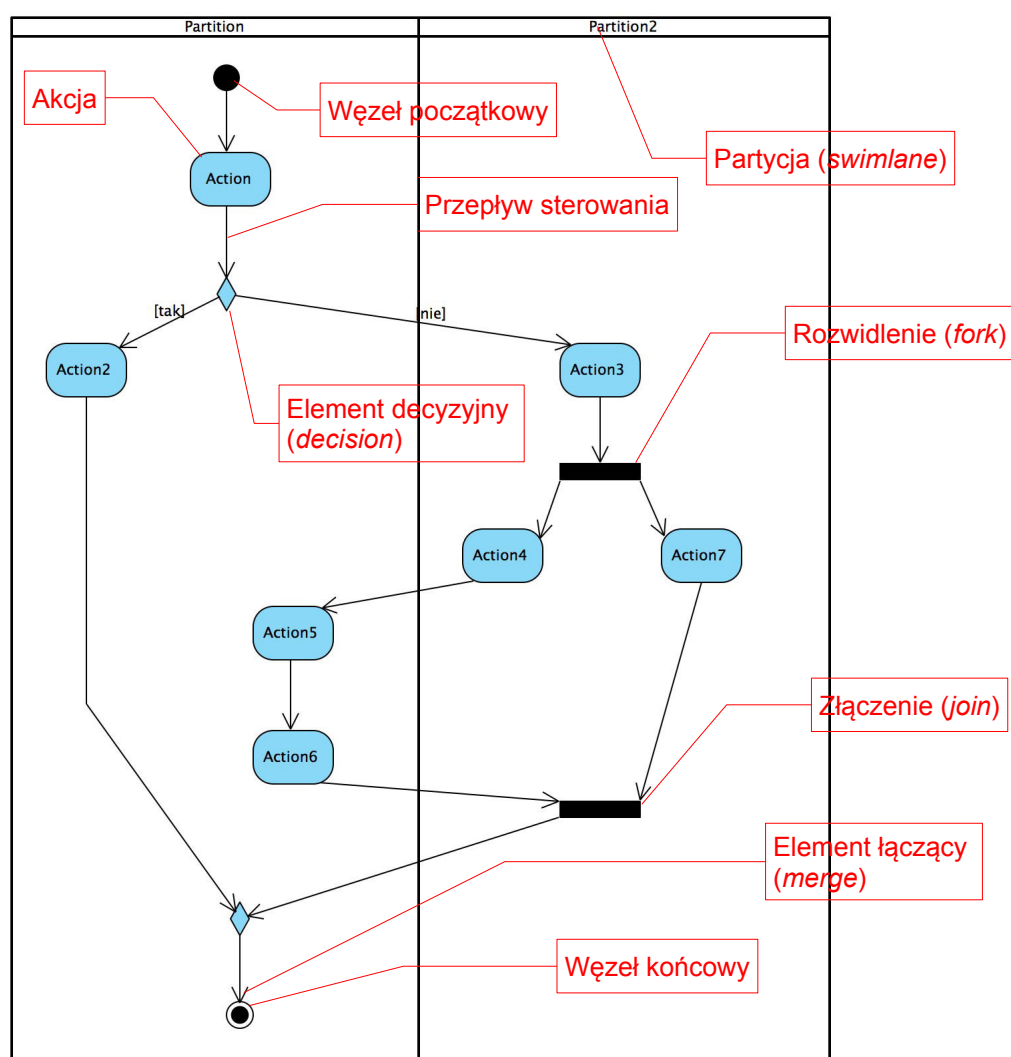 Partition
Partition2
Akcja
Węzeł początkowy
Partycja (swimlane)
Action
Przepływ sterowania
[tak]
[nie]
Rozwidlenie (fork)
Action2
Action3
Element decyzyjny
(decision)
Action4
Action7
Action5
Złączenie (join)
Action6
Element łączący
(merge)
Węzeł końcowy